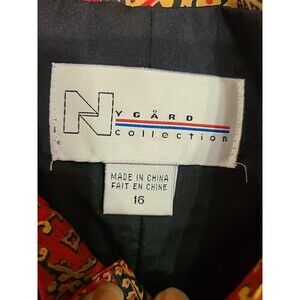 NYGÅRD
collection
MADE IN CHINA
FAIT EN CHINE
16